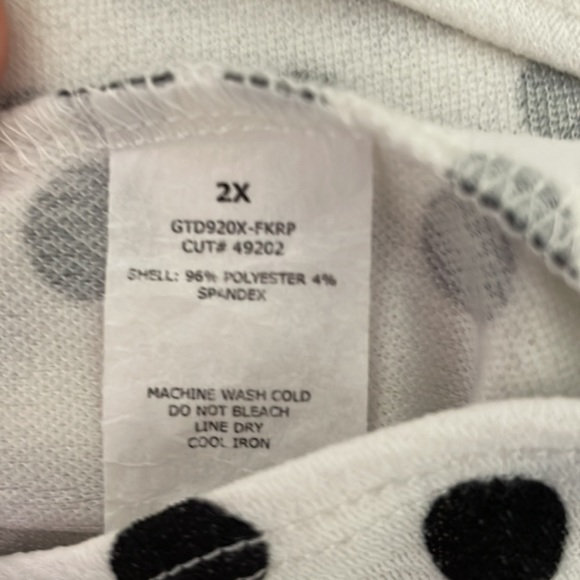 2X
GTD920X-FKRP
CUT# 49202
SHELL: 96% POLYESTER 4%
SPANDEX
MACHINE WASH COLD
DO NOT BLEACH
LINE DRY
COOL IRON